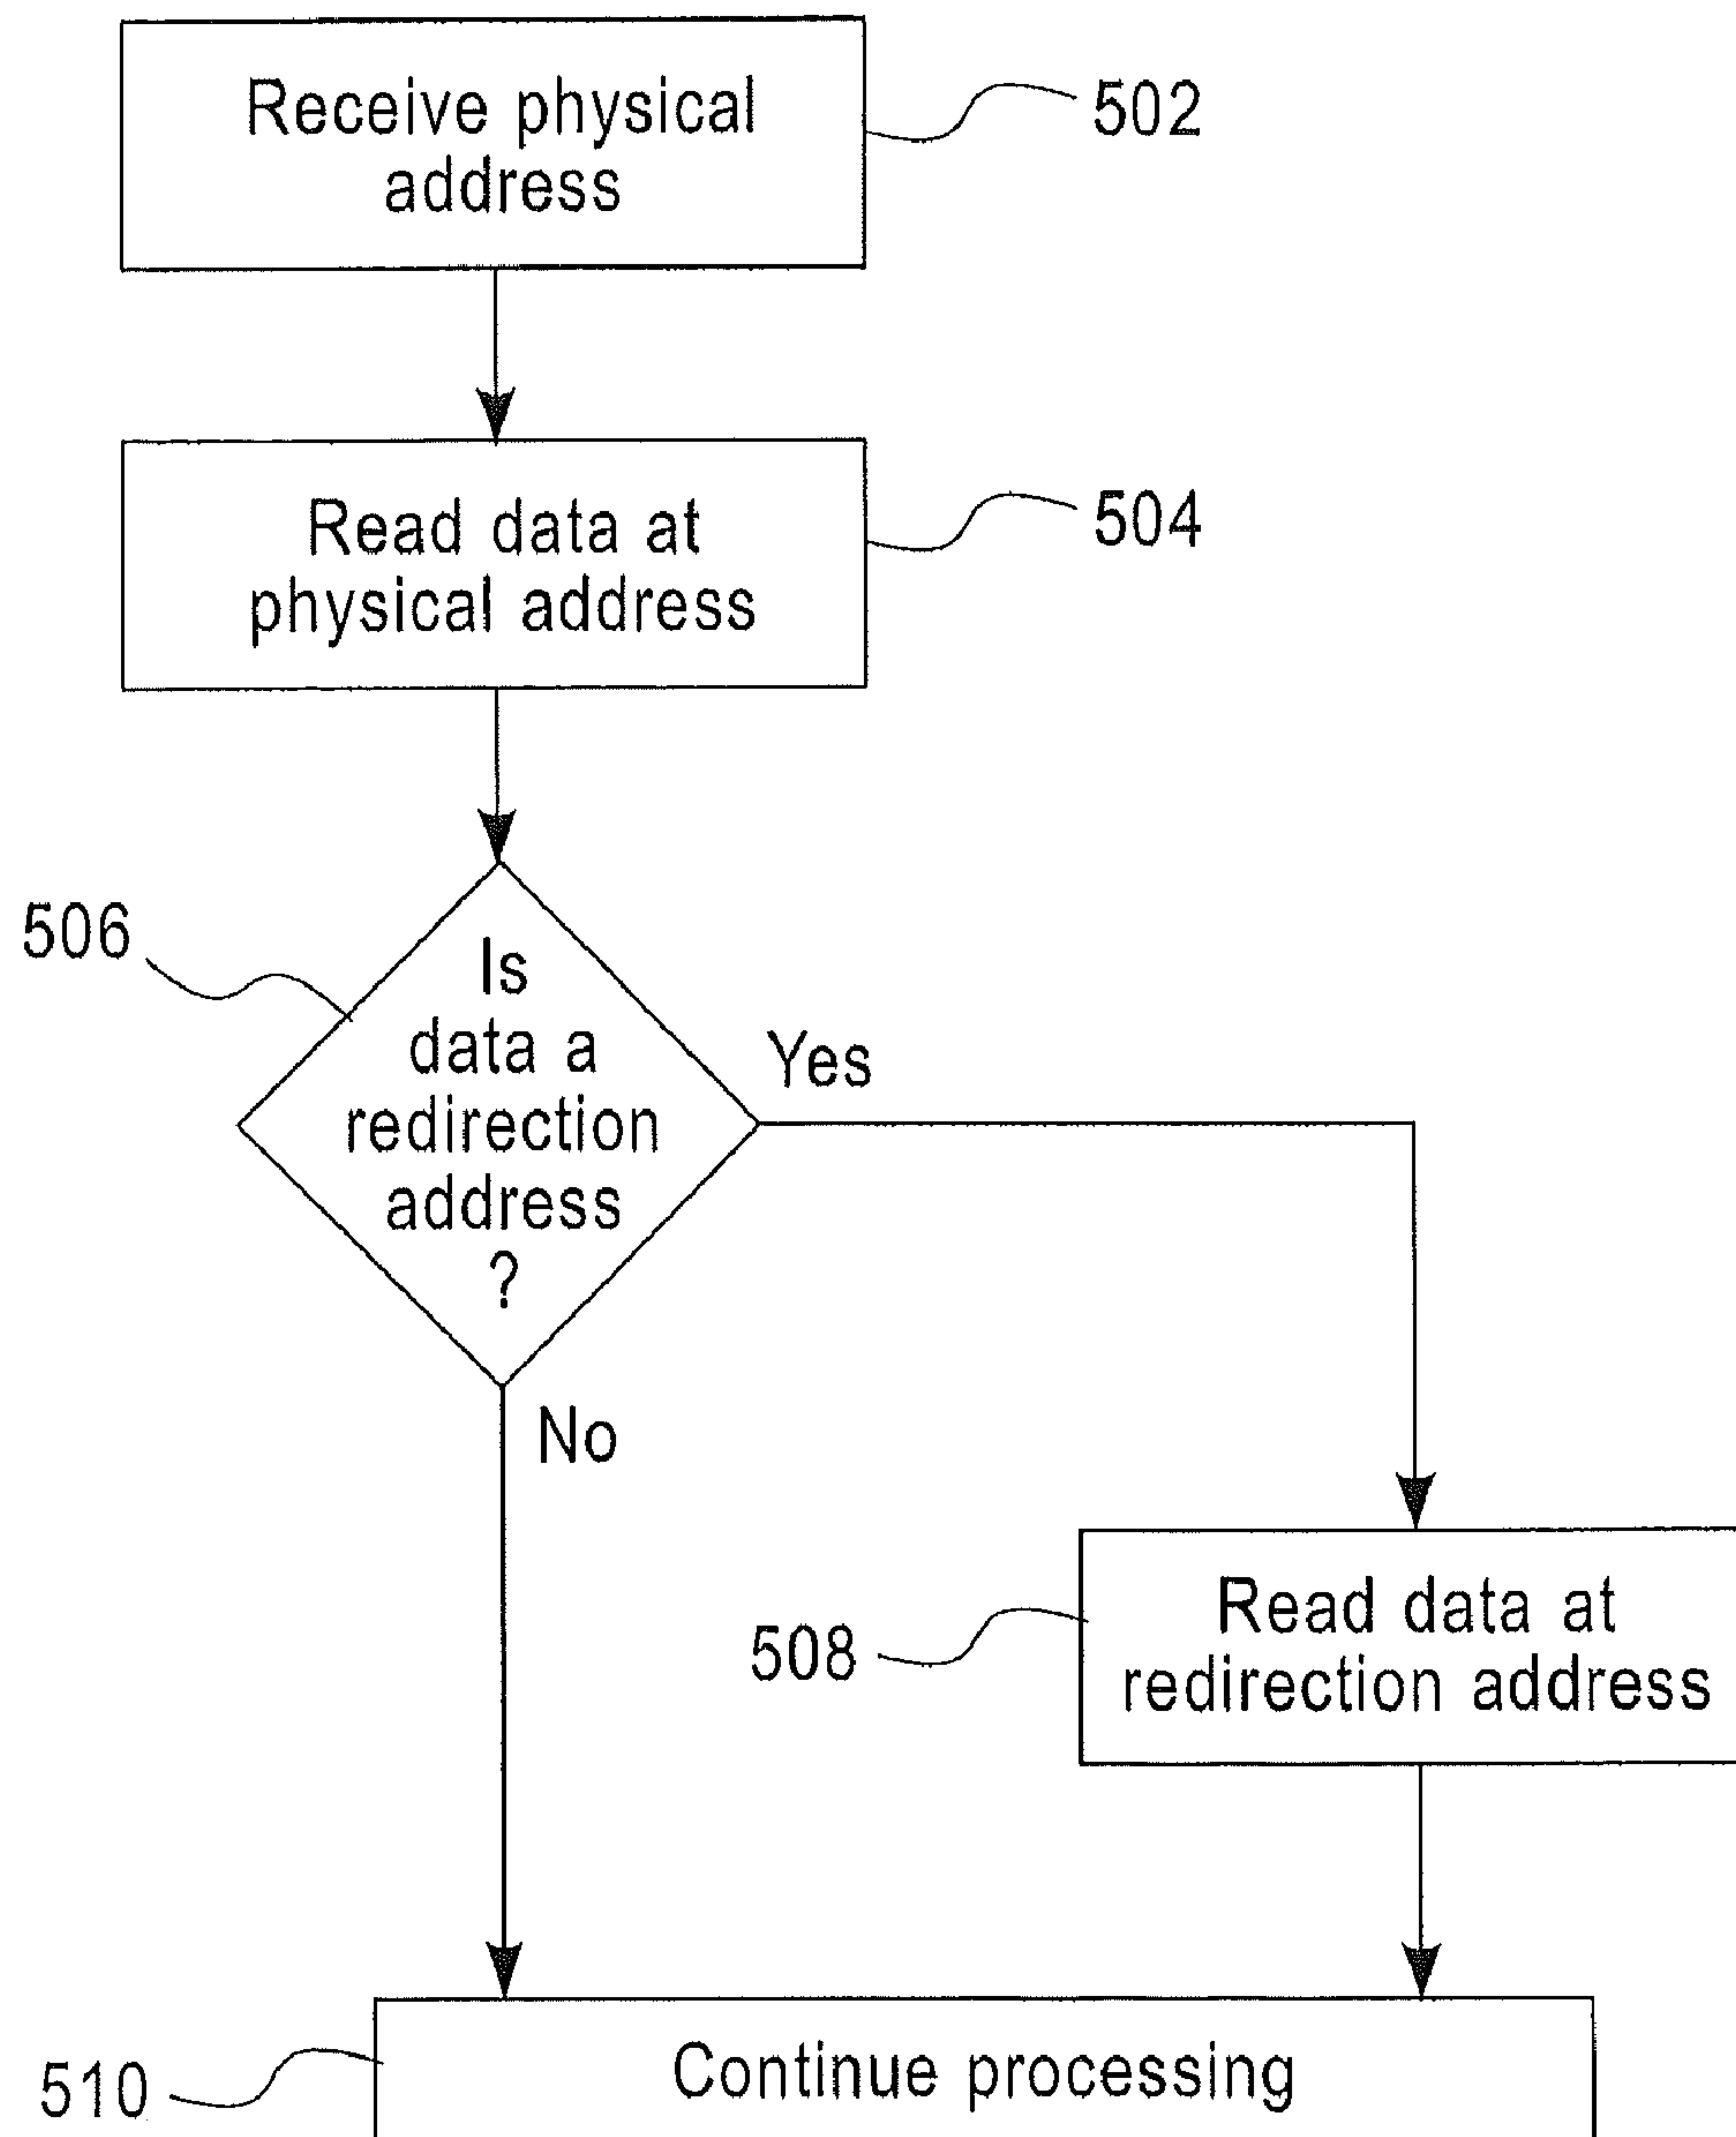 Receive physical
address
502
Read data at
physical address
504
506
Is
data a
redirection
address
?
Yes
No
508
Read data at
redirection address
510
Continue processing